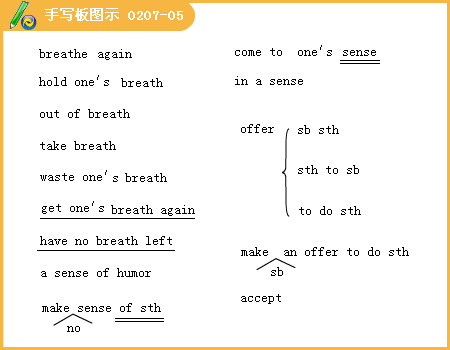 手写板图示 0207-05
breathe again
hold one's breath
out of breath
take breath
waste one's breath
get one's breath again
have no breath left
a sense of humor
make sense of sth
no
come to one's sense
in a sense
offer
sb sth
sth to sb
to do sth
make an offer to do sth
sb
accept